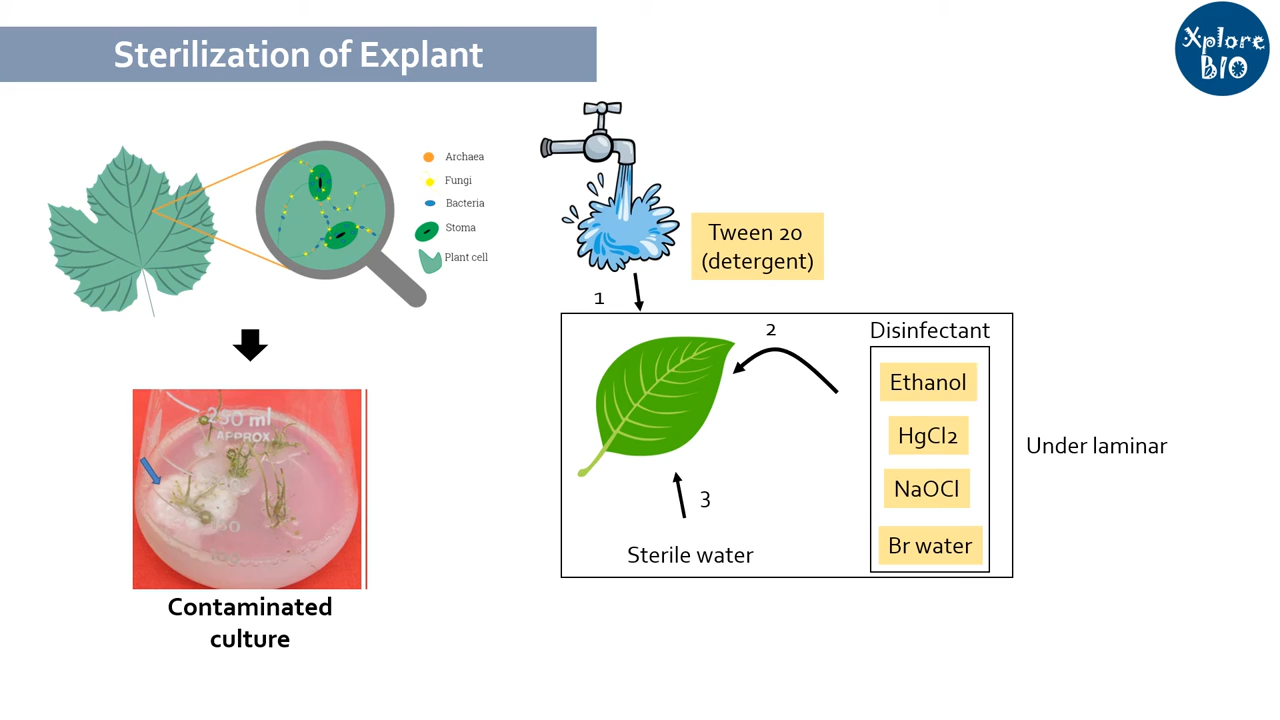 Sterilization of Explant
Xplore
BIO
Archaea
Fungi
Bacteria
Stoma
Plant cell
Tween 20
(detergent)
1
2
Disinfectant
Ethanol
HgCl2
NaOCl
Br water
Under laminar
3
Sterile water
250 ml
APPROX
Contaminated
culture